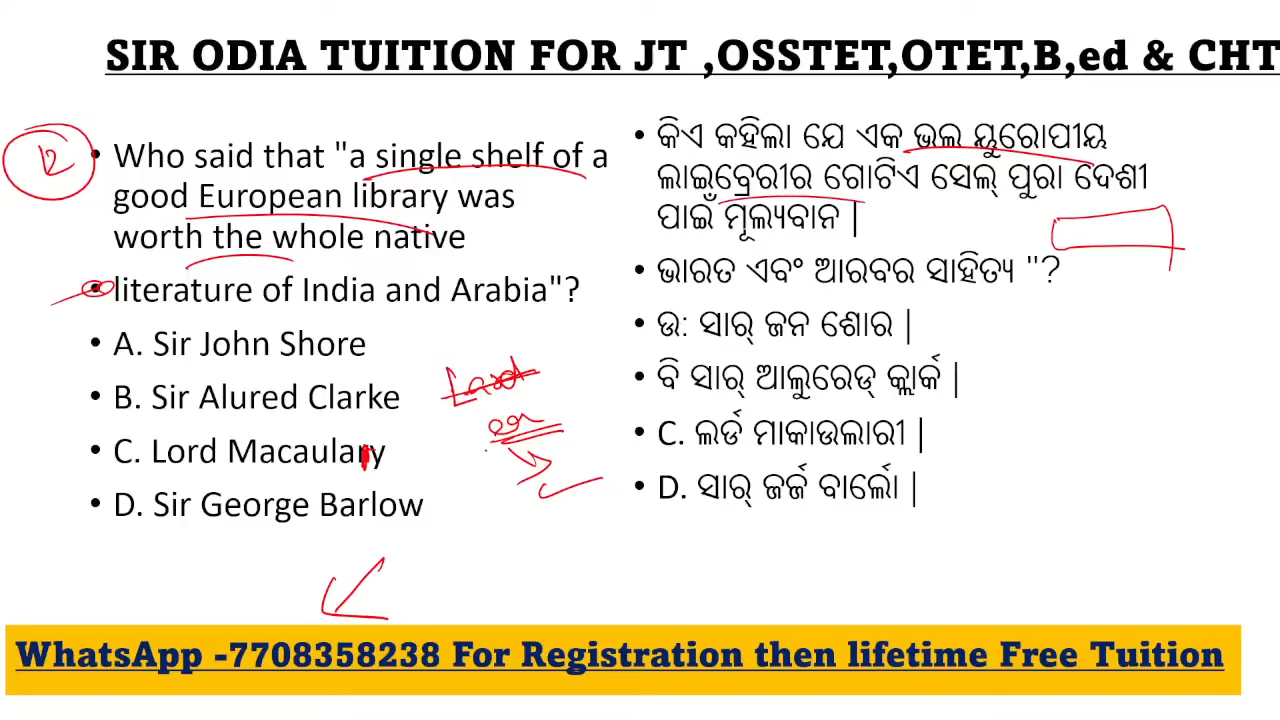 SIR ODIA TUITION FOR JT ,OSSTET,OTET,B,ed & CHT
• Who said that "a single shelf of a
good European library was
worth the whole native
• literature of India and Arabia"?
• A. Sir John Shore
• B. Sir Alured Clarke
• C. Lord Macaulary
• D. Sir George Barlow
• କିଏ କହିଲା ଯେ ଏକ ଭଲ ୟୁରୋପୀୟ
ଲାଇବ୍ରେରୀର ଗୋଟିଏ ସେଲ୍ ପୁରା ଦେଶୀ
ପାଇଁ ମୂଲ୍ୟବାନ |
• ଭାରତ ଏବଂ ଆରବର ସାହିତ୍ୟ "?
• ଉ: ସାର୍ ଜନ ଶୋର |
• ବି ସାର୍ ଆଲୁରେଡ୍ କ୍ଲାର୍କ |
• C. ଲର୍ଡ ମାକାଉଲାରୀ |
• D. ସାର୍ ଜର୍ଜ ବାର୍ଲୋ |
WhatsApp -7708358238 For Registration then lifetime Free Tuition